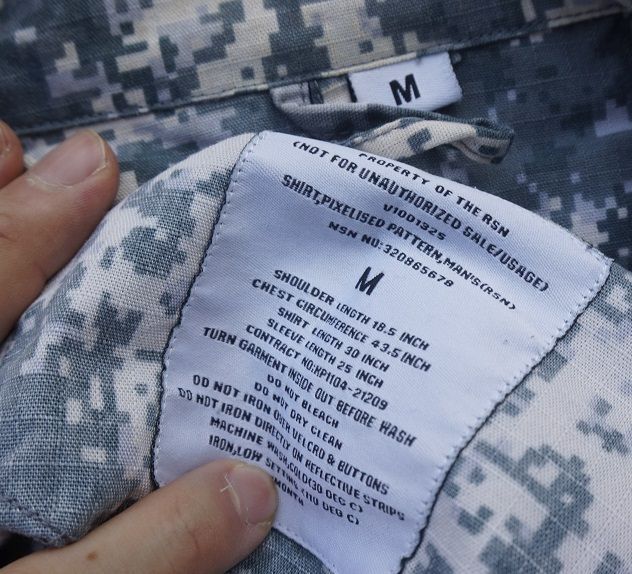 M
PROPERTY OF THE RSN
(NOT FOR UNAUTHORIZED SALE/USAGE)
V1001325
SHIRT,PIXELISED PATTERN,MAN'S(RSN)
NSN NO:320865678
M
SHOULDER LENGTH 18.5 INCH
CHEST CIRCUMFERENCE 43.5 INCH
SHIRT LENGTH 30 INCH
SLEEVE LENGTH 25 INCH
CONTRACT NO:KP1104-21209
TURN GARMENT INSIDE OUT BEFORE WASH
DO NOT BLEACH
DO NOT DRY CLEAN
DO NOT IRON OVER VELCRO & BUTTONS
DO NOT IRON DIRECTLY ON REFLECTIVE STRIPS
MACHINE WASH,COLD(30 DEG C)
IRON,LOW SETTING (110 DEG C)
MONTH